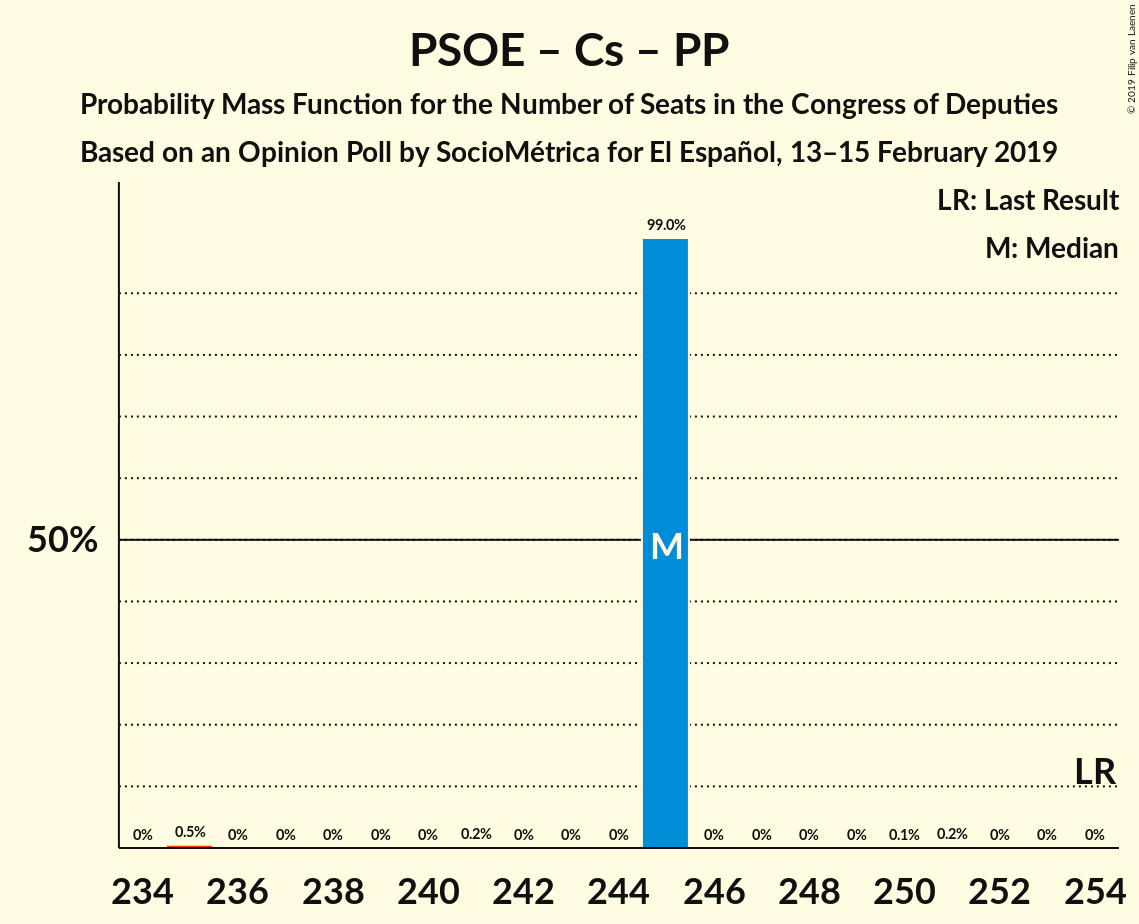 PSOE – Cs – PP
Probability Mass Function for the Number of Seats in the Congress of Deputies
Based on an Opinion Poll by SocioMétrica for El Español, 13–15 February 2019
© 2019 Filip van Laenen
LR: Last Result
M: Median
99.0%
50%
M
LR
0% 0.5% 0% 0% 0% 0% 0% 0.2% 0% 0% 0% 0% 0% 0% 0% 0.1% 0.2% 0% 0% 0%
234 236 238 240 242 244 246 248 250 252 254